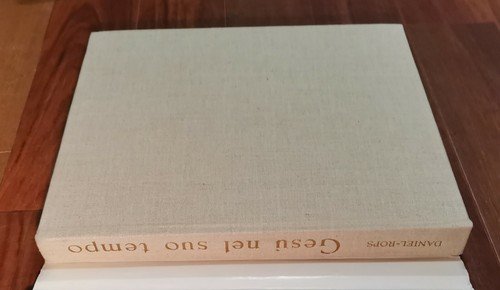 DANIEL-ROPS
Gesù nel suo tempo